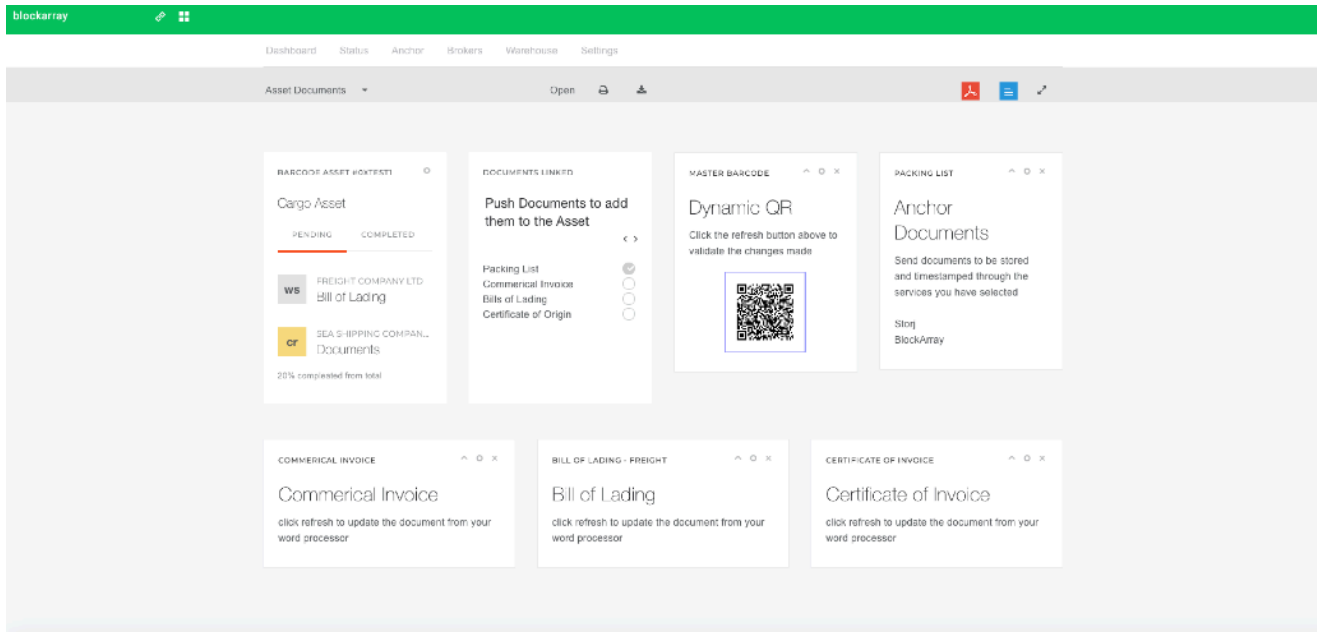 blockarray
Dashboard Status Anchor Brokers Warehouse Settings
Asset Documents Open
BARCODE ASSET #0XTEST1
Cargo Asset
PENDING COMPLETED
ws
FREIGHT COMPANY LTD
Bill of Lading
cr
SEA SHIPPING COMPAN...
Documents
20% compleated from total
DOCUMENTS LINKED
Push Documents to add
them to the Asset
Packing List
Commerical Invoice
Bills of Lading
Certificate of Origin
MASTER BARCODE
Dynamic QR
Click the refresh button above to
validate the changes made
PACKING LIST
Anchor
Documents
Send documents to be stored
and timestamped through the
services you have selected
Storj
BlockArray
COMMERICAL INVOICE
Commerical Invoice
click refresh to update the document from your
word processor
BILL OF LADING - FREIGHT
Bill of Lading
click refresh to update the document from your
word processor
CERTIFICATE OF INVOICE
Certificate of Invoice
click refresh to update the document from your
word processor